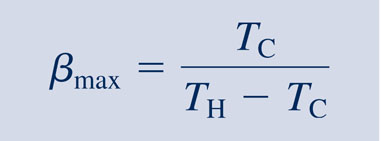 β_max = T_C / (T_H − T_C)